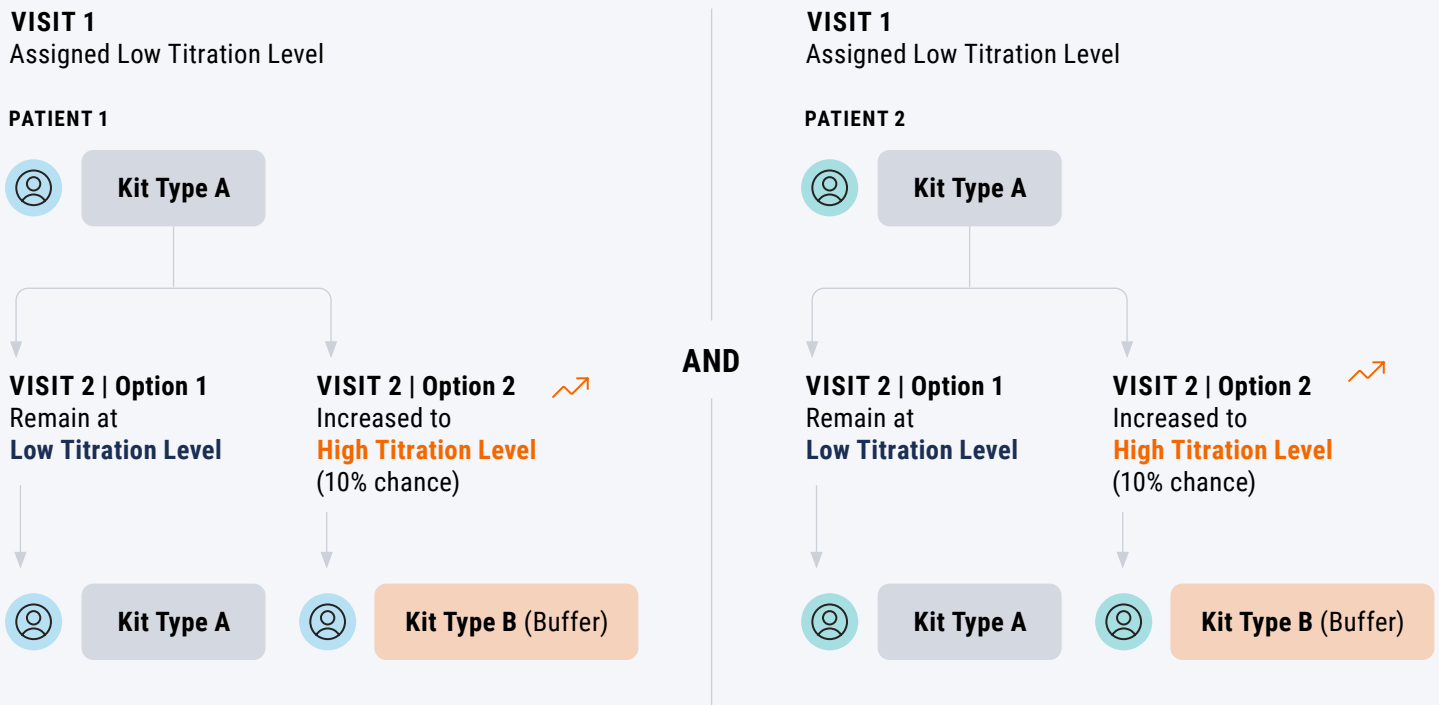 VISIT 1
Assigned Low Titration Level
PATIENT 1
Kit Type A
VISIT 2 | Option 1
Remain at
Low Titration Level
VISIT 2 | Option 2
Increased to
High Titration Level
(10% chance)
Kit Type A
Kit Type B (Buffer)
AND
VISIT 1
Assigned Low Titration Level
PATIENT 2
Kit Type A
VISIT 2 | Option 1
Remain at
Low Titration Level
VISIT 2 | Option 2
Increased to
High Titration Level
(10% chance)
Kit Type A
Kit Type B (Buffer)